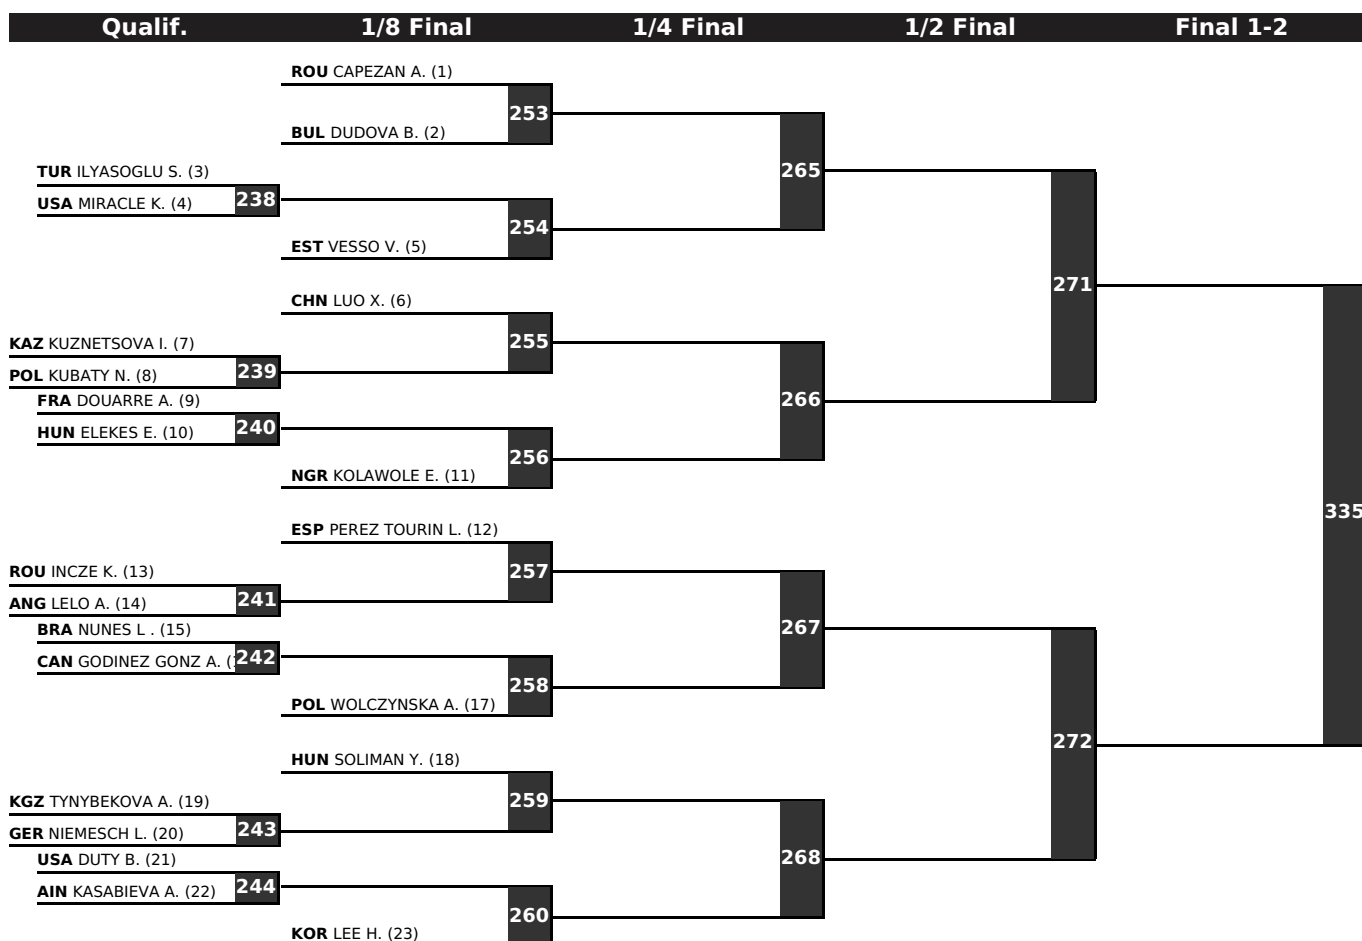 Qualif. 1/8 Final 1/4 Final 1/2 Final Final 1-2
ROU CAPEZAN A. (1)
253
BUL DUDOVA B. (2)
TUR ILYASOGLU S. (3)
265
USA MIRACLE K. (4) 238
254
EST VESSO V. (5)
CHN LUO X. (6)
271
KAZ KUZNETSOVA I. (7)
255
POL KUBATY N. (8) 239
FRA DOUARRE A. (9)
266
HUN ELEKES E. (10) 240
256
NGR KOLAWOLE E. (11)
335
ESP PEREZ TOURIN L. (12)
ROU INCZE K. (13)
257
ANG LELO A. (14) 241
BRA NUNES L . (15)
267
CAN GODINEZ GONZ A. ( 242
258
POL WOLCZYNSKA A. (17)
272
HUN SOLIMAN Y. (18)
KGZ TYNYBEKOVA A. (19)
259
GER NIEMESCH L. (20) 243
USA DUTY B. (21)
268
AIN KASABIEVA A. (22) 244
260
KOR LEE H. (23)